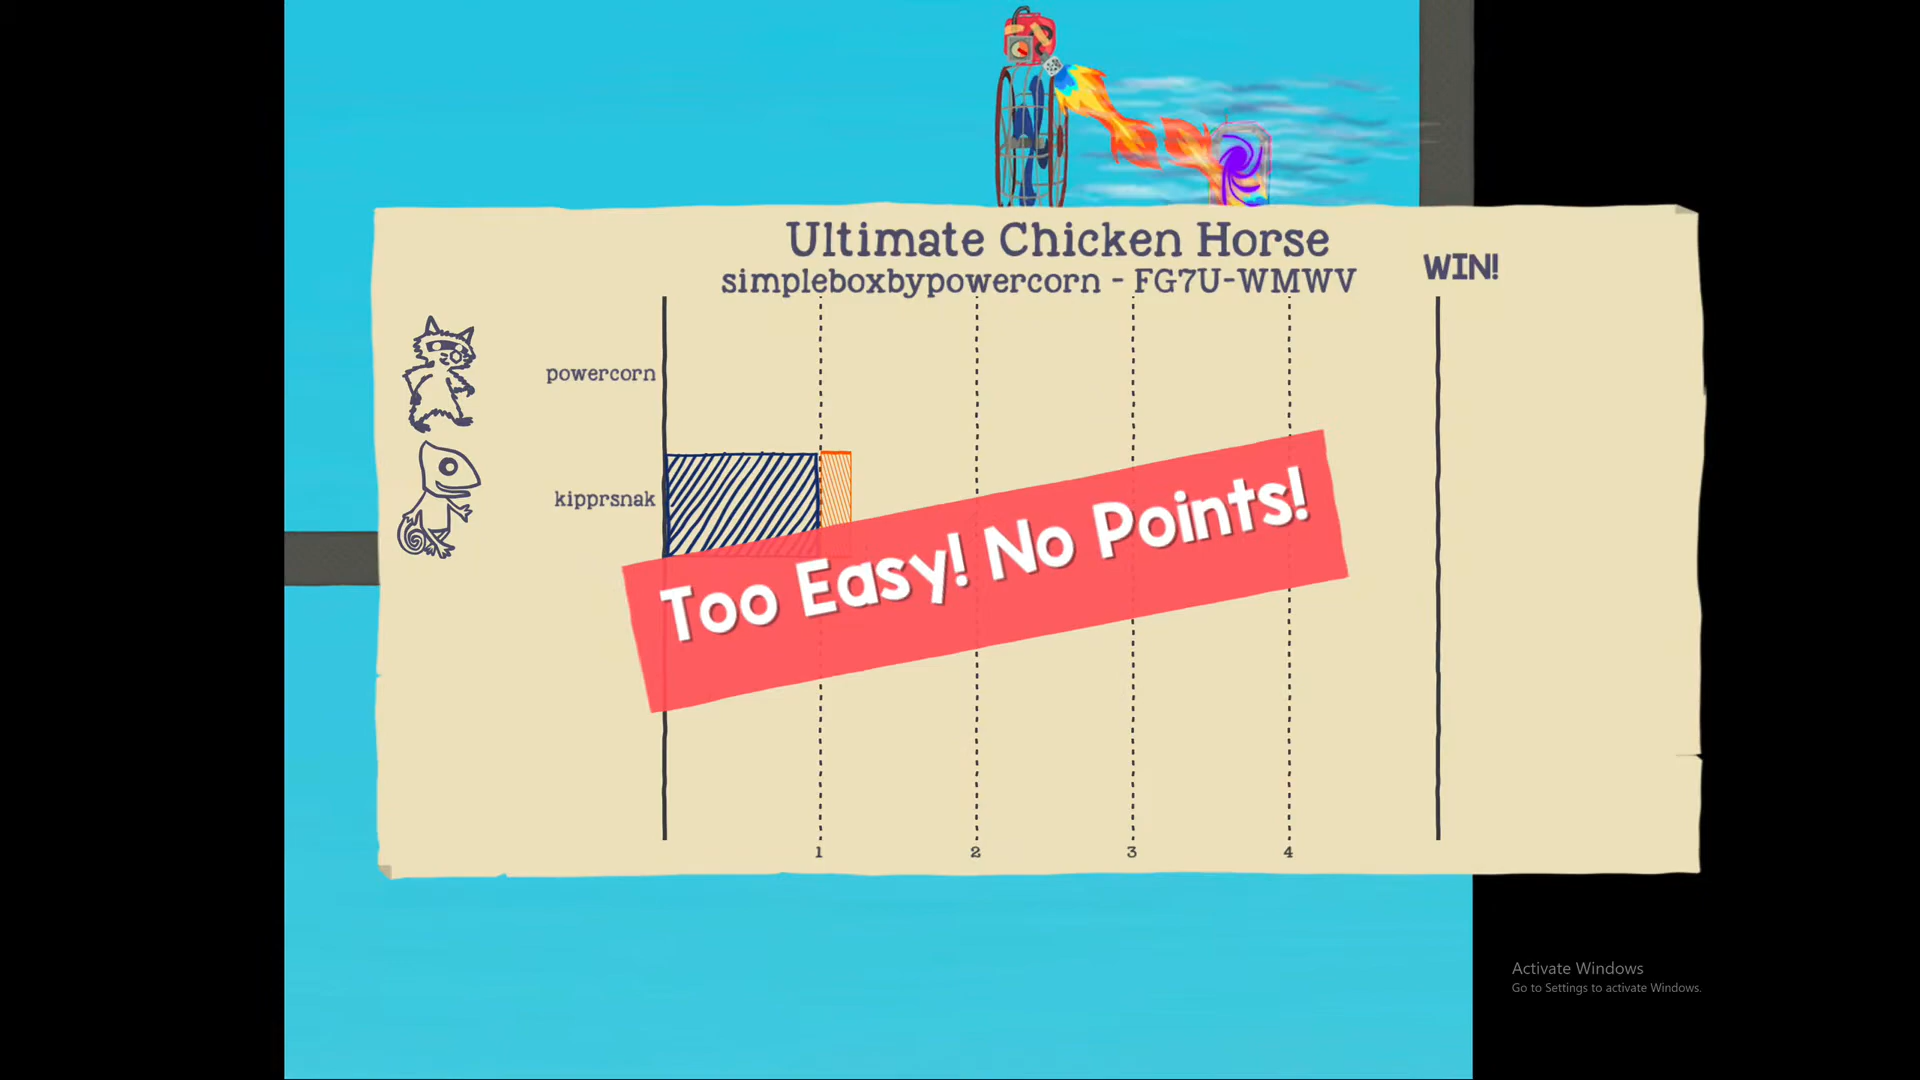 Ultimate Chicken Horse
simpleboxbypowercorn - FG7U-WMWV
WIN!
powercorn
kipprsnak
Too Easy! No Points!
1 2 3 4
Activate Windows
Go to Settings to activate Windows.